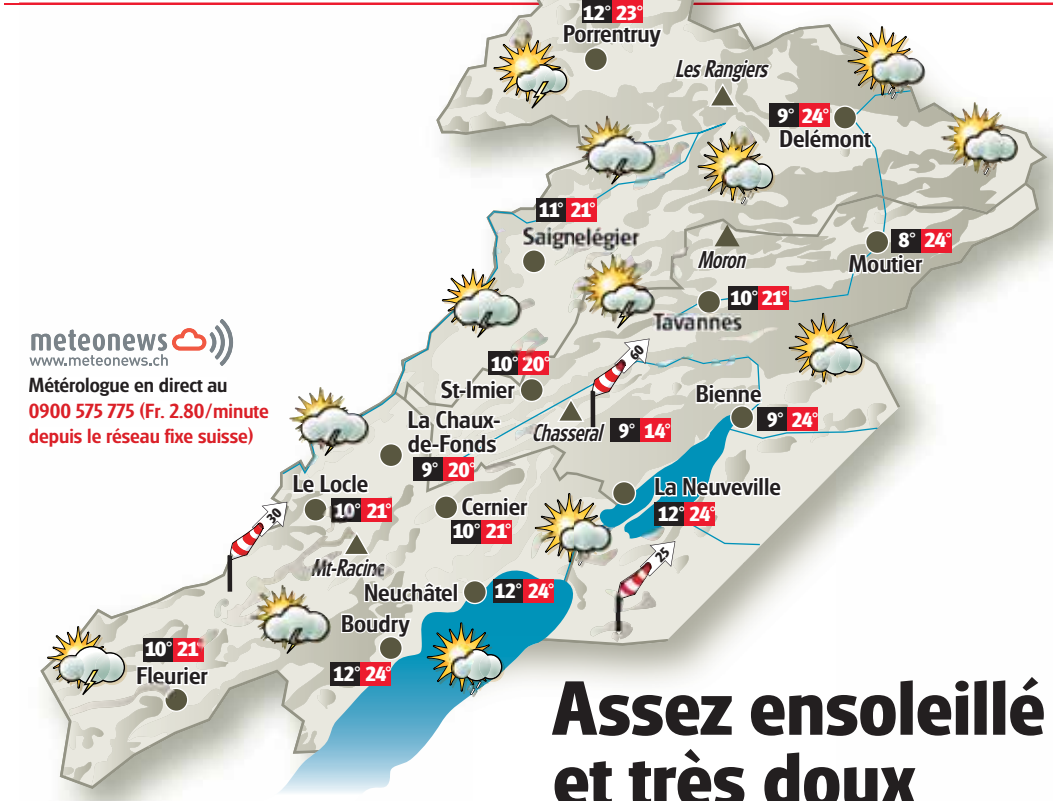 12° 23°
Porrentruy
Les Rangiers
9° 24°
Delémont
11° 21°
Saignelégier
Moron
8° 24°
Moutier
10° 21°
Tavannes
meteonews
www.meteonews.ch
Métérologue en direct au
0900 575 775 (Fr. 2.80/minute
depuis le réseau fixe suisse)
60
10° 20°
St-Imier
Bienne
9° 24°
Chasseral 9° 14°
La Chaux-
de-Fonds
9° 20°
Le Locle
10° 21°
Cernier
10° 21°
La Neuveville
12° 24°
30
Mt-Racine
25
Neuchâtel 12° 24°
Boudry
12° 24°
10° 21
Fleurier
Assez ensoleillé
et très doux